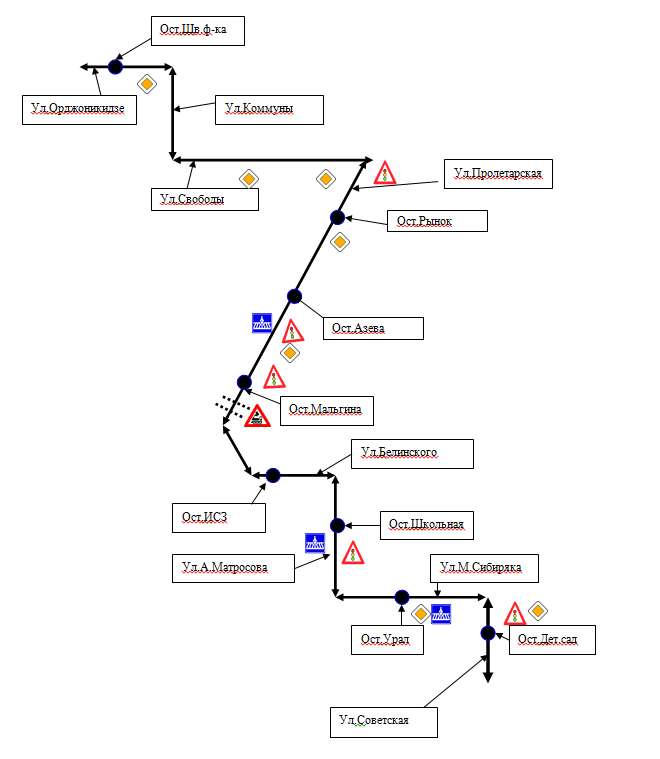 Ост.Шв.ф-ка
Ул.Орджоникидзе
Ул.Коммуны
Ул.Пролетарская
Ул.Свободы
Ост.Рынок
Ост.Азева
Ост.Мальгина
Ул.Белинского
Ост.ИСЗ
Ост.Школьная
Ул.А.Матросова
Ул.М.Сибиряка
Ост.Урал
Ост.Дет.сад
Ул.Советская